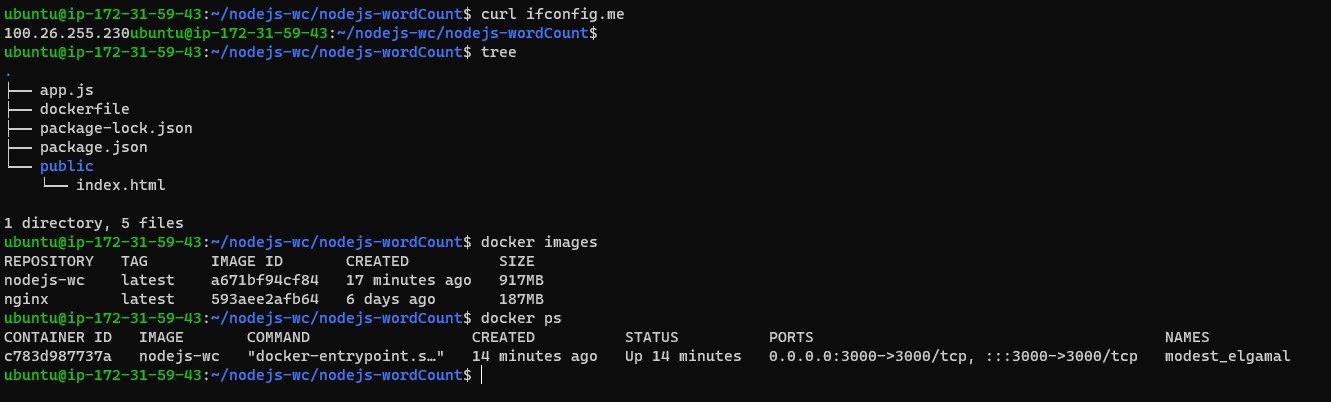 ubuntu@ip-172-31-59-43:~/nodejs-wc/nodejs-wordCount$ curl ifconfig.me
100.26.255.230ubuntu@ip-172-31-59-43:~/nodejs-wc/nodejs-wordCount$
ubuntu@ip-172-31-59-43:~/nodejs-wc/nodejs-wordCount$ tree
.
├── app.js
├── dockerfile
├── package-lock.json
├── package.json
└── public
    └── index.html
1 directory, 5 files
ubuntu@ip-172-31-59-43:~/nodejs-wc/nodejs-wordCount$ docker images
REPOSITORY   TAG       IMAGE ID       CREATED          SIZE
nodejs-wc    latest    a671bf94cf84   17 minutes ago   917MB
nginx        latest    593aee2afb64   6 days ago       187MB
ubuntu@ip-172-31-59-43:~/nodejs-wc/nodejs-wordCount$ docker ps
CONTAINER ID   IMAGE       COMMAND                  CREATED          STATUS          PORTS                                       NAMES
c783d987737a   nodejs-wc   "docker-entrypoint.s…"   14 minutes ago   Up 14 minutes   0.0.0.0:3000->3000/tcp, :::3000->3000/tcp   modest_elgamal
ubuntu@ip-172-31-59-43:~/nodejs-wc/nodejs-wordCount$